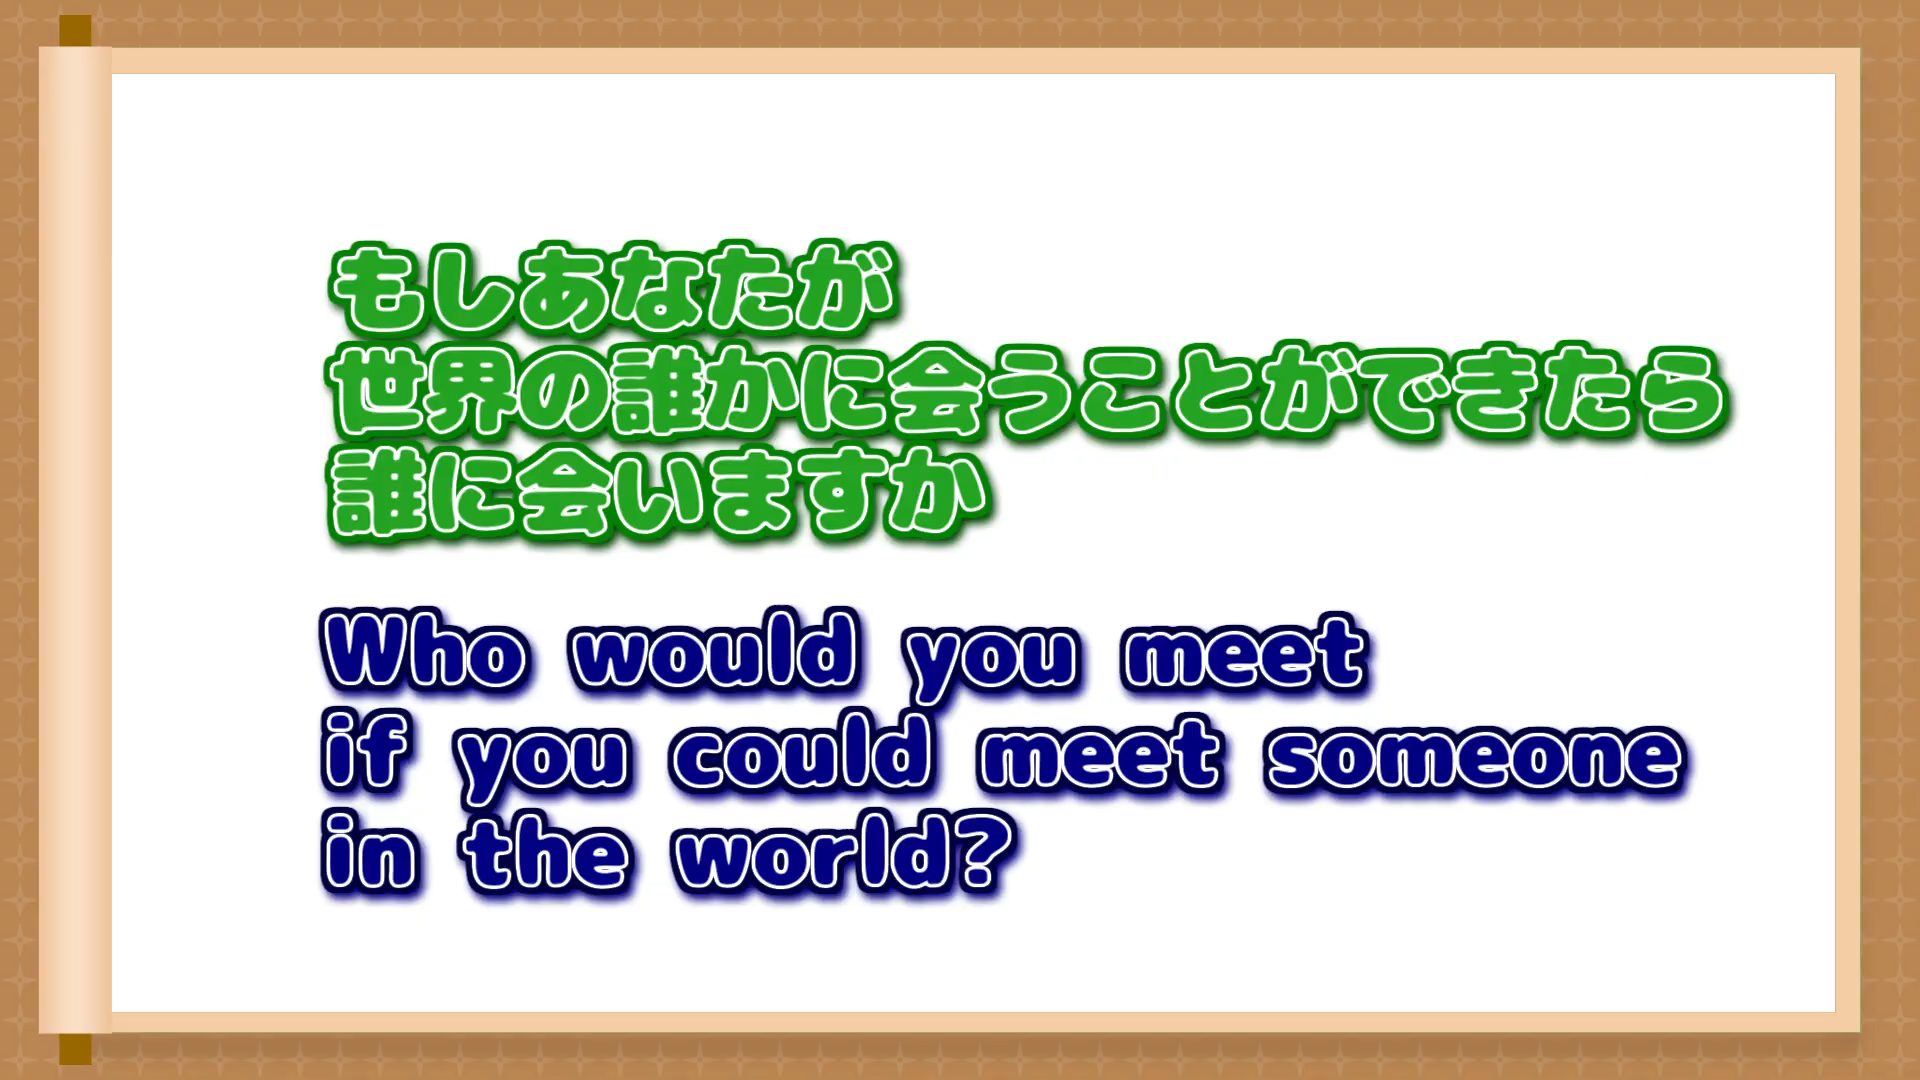 もしあなたが
世界の誰かに会うことができたら
誰に会いますか
Who would you meet
if you could meet someone
in the world?